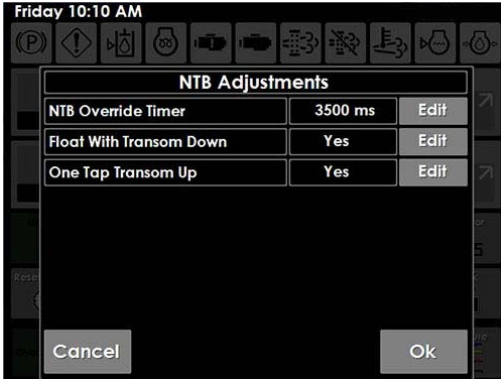 Friday 10:10 AM
NTB Adjustments
NTB Override Timer 3500 ms Edit
Float With Transom Down Yes Edit
One Tap Transom Up Yes Edit
Cancel Ok